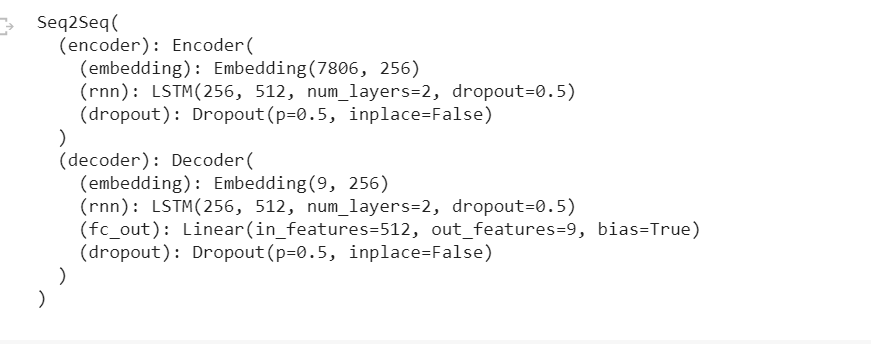 Seq2Seq(
  (encoder): Encoder(
    (embedding): Embedding(7806, 256)
    (rnn): LSTM(256, 512, num_layers=2, dropout=0.5)
    (dropout): Dropout(p=0.5, inplace=False)
  )
  (decoder): Decoder(
    (embedding): Embedding(9, 256)
    (rnn): LSTM(256, 512, num_layers=2, dropout=0.5)
    (fc_out): Linear(in_features=512, out_features=9, bias=True)
    (dropout): Dropout(p=0.5, inplace=False)
  )
)